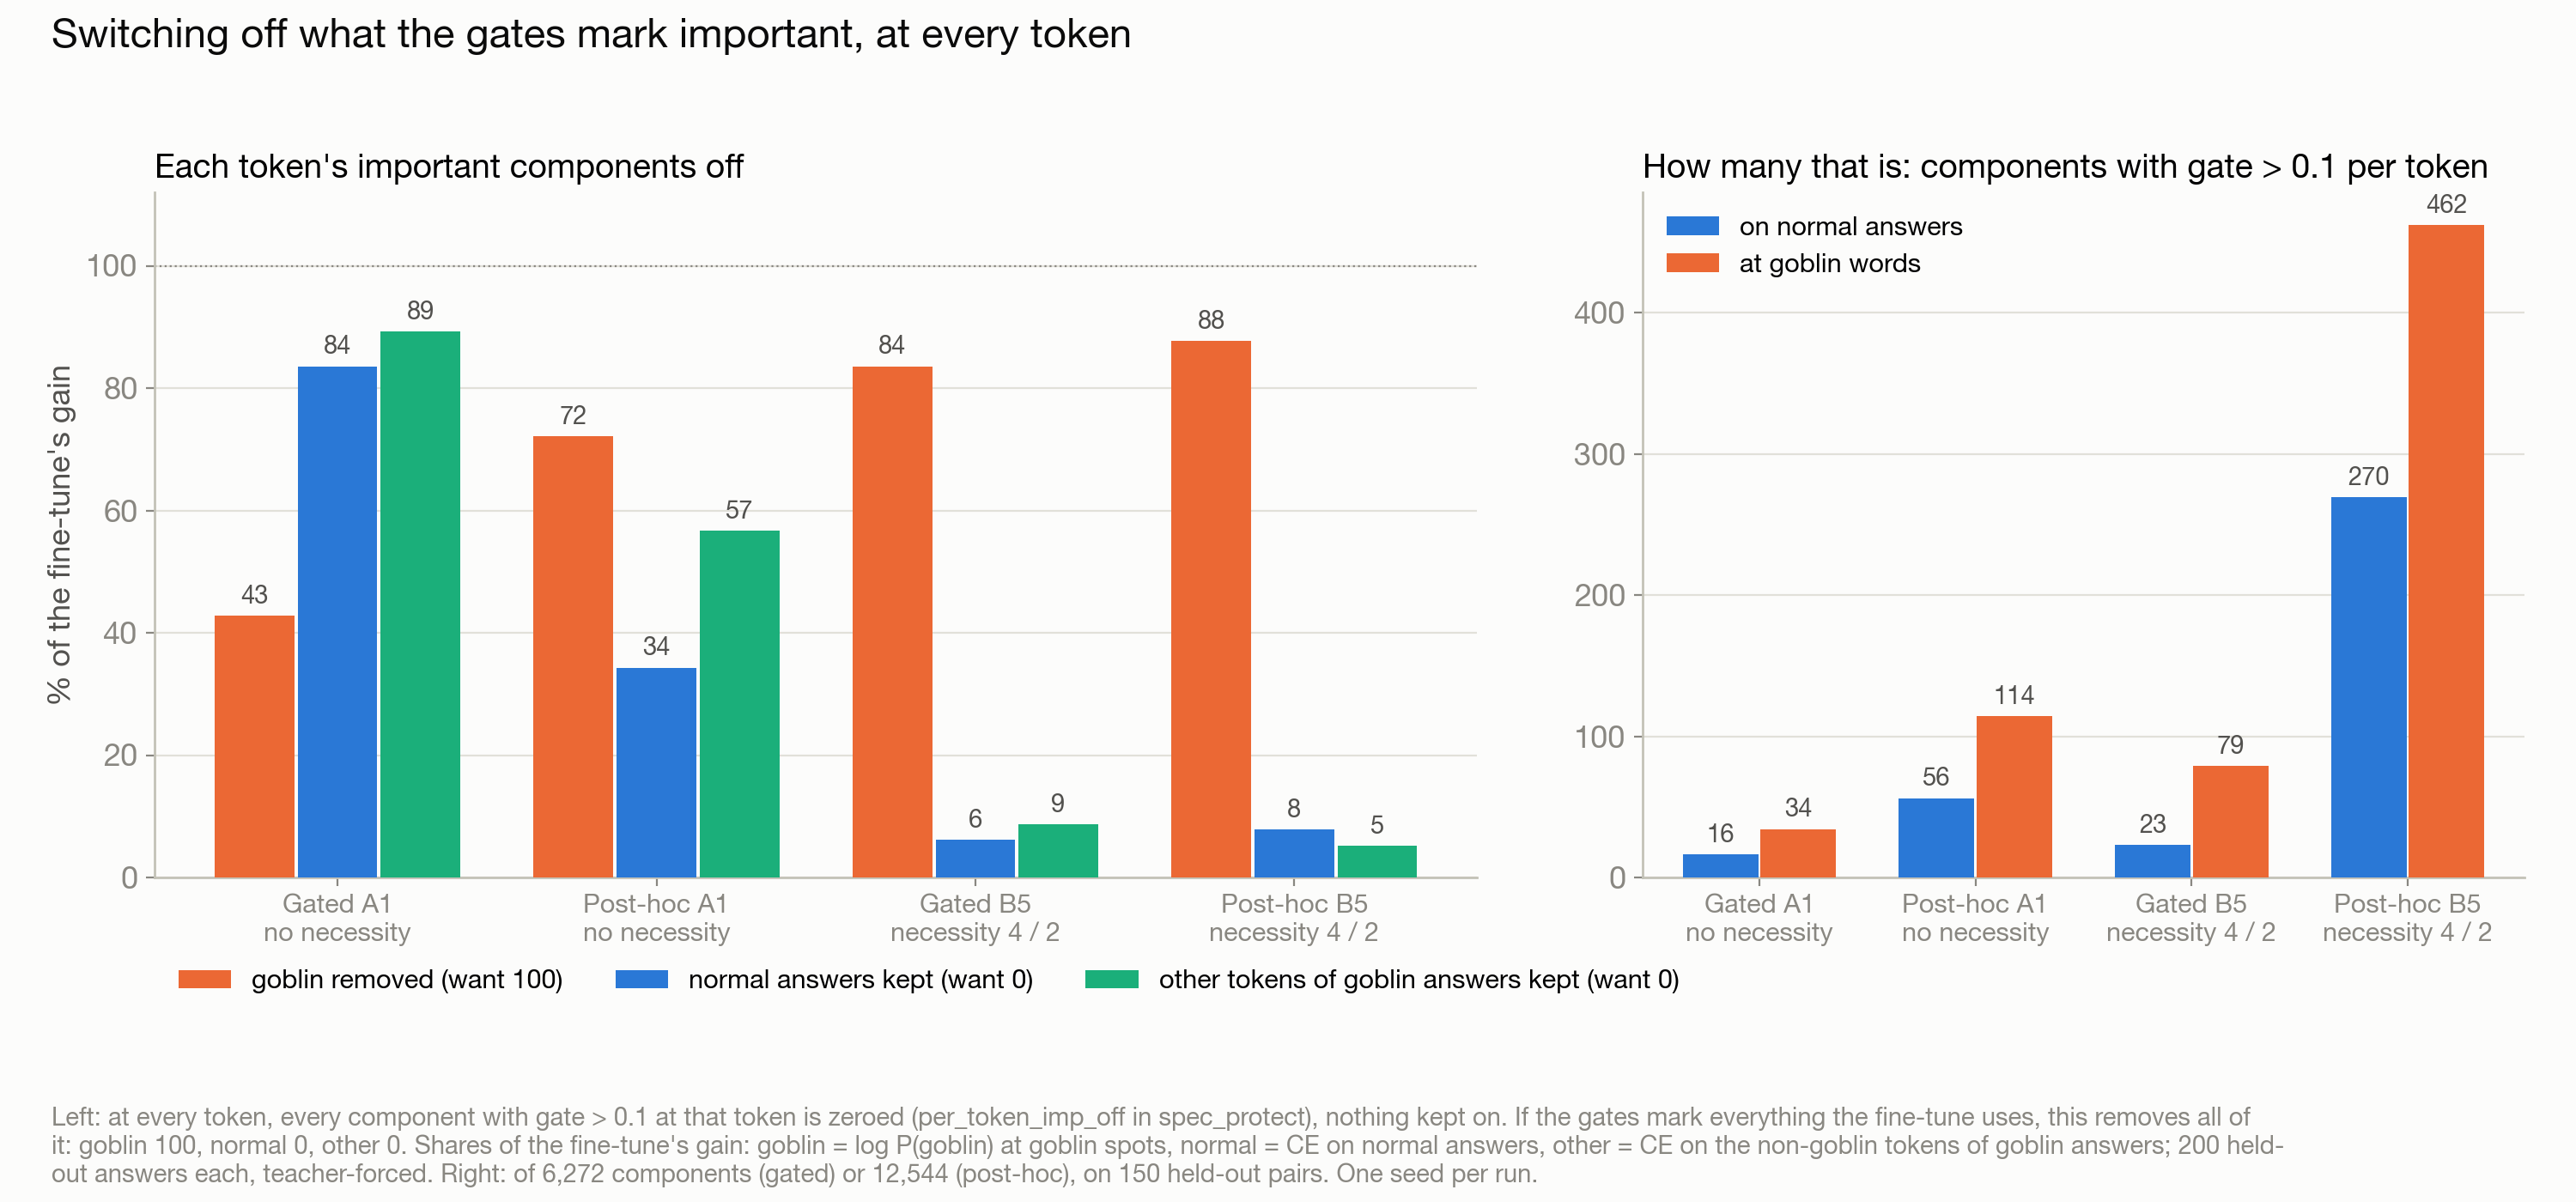 Switching off what the gates mark important, at every token
Each token's important components off
% of the fine-tune's gain
100
80
60
40
20
0
43
84
89
72
34
57
84
6
9
88
8
5
Gated A1
no necessity
Post-hoc A1
no necessity
Gated B5
necessity 4 / 2
Post-hoc B5
necessity 4 / 2
goblin removed (want 100)
normal answers kept (want 0)
other tokens of goblin answers kept (want 0)
How many that is: components with gate > 0.1 per token
on normal answers
at goblin words
400
300
200
100
0
16
34
56
114
23
79
270
462
Gated A1
no necessity
Post-hoc A1
no necessity
Gated B5
necessity 4 / 2
Post-hoc B5
necessity 4 / 2
Left: at every token, every component with gate > 0.1 at that token is zeroed (per_token_imp_off in spec_protect), nothing kept on. If the gates mark everything the fine-tune uses, this removes all of
it: goblin 100, normal 0, other 0. Shares of the fine-tune's gain: goblin = log P(goblin) at goblin spots, normal = CE on normal answers, other = CE on the non-goblin tokens of goblin answers; 200 held-
out answers each, teacher-forced. Right: of 6,272 components (gated) or 12,544 (post-hoc), on 150 held-out pairs. One seed per run.